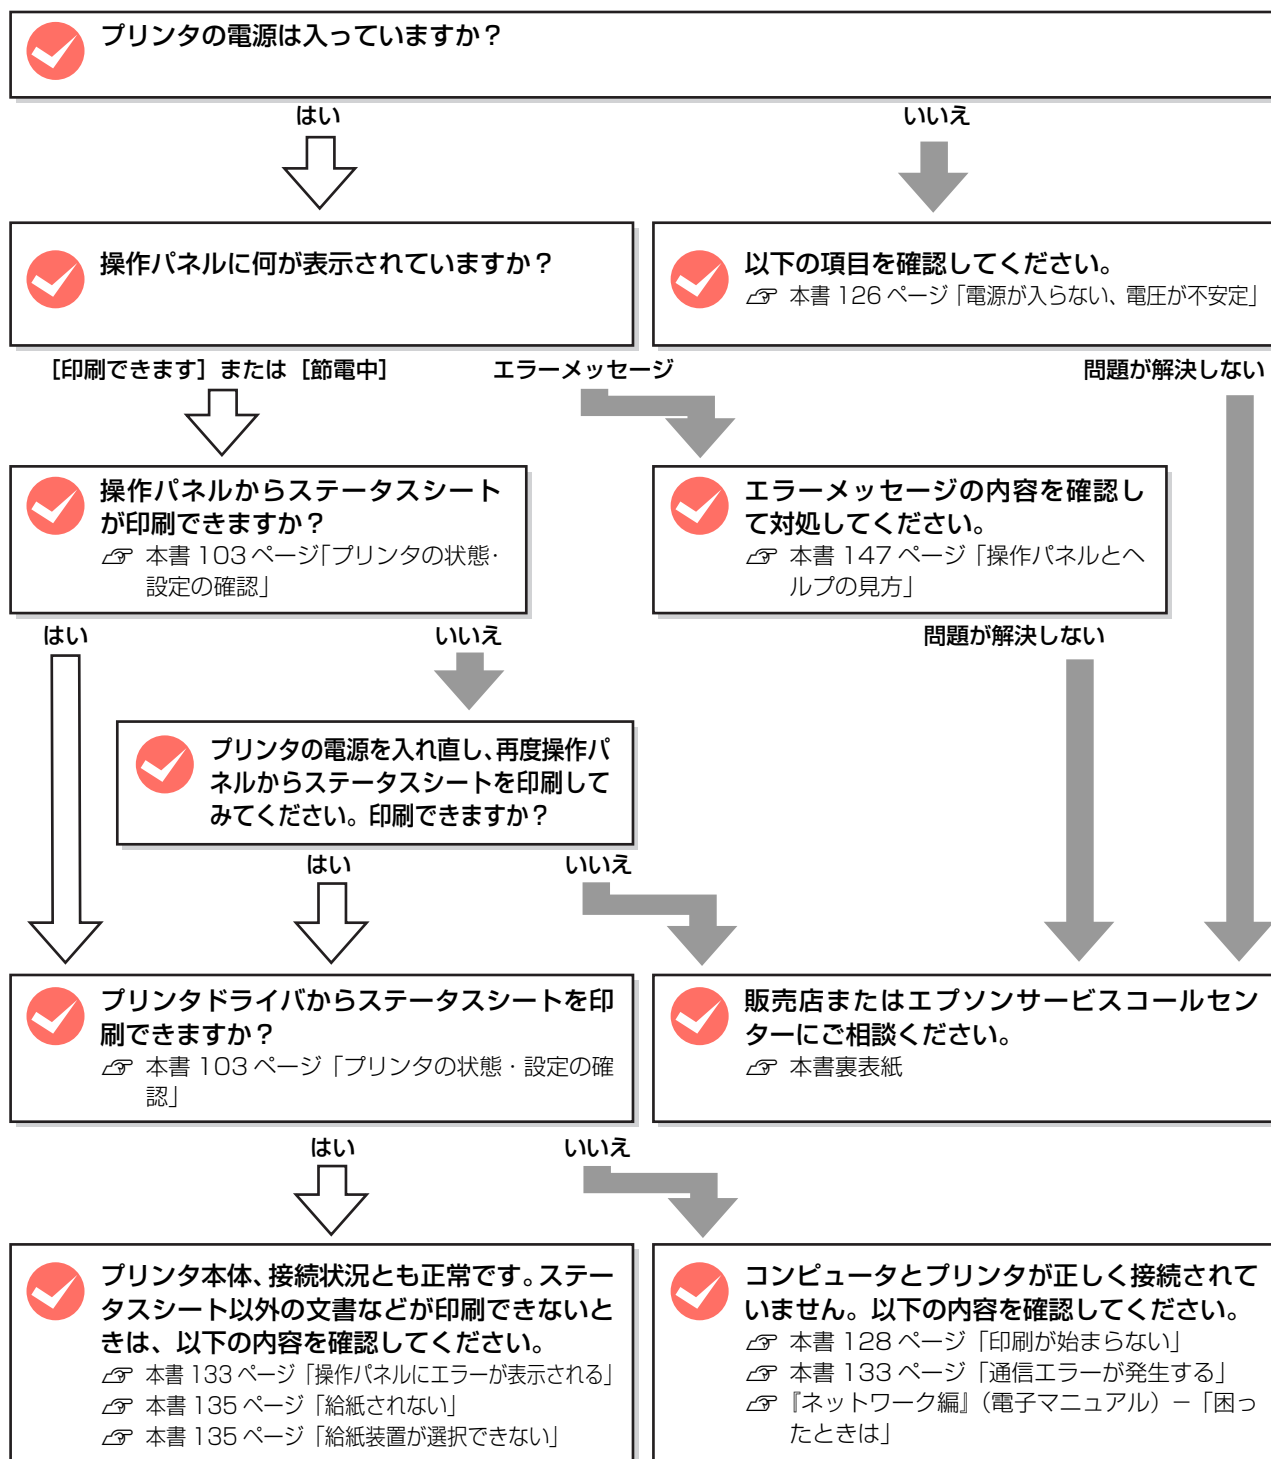 プリンタの電源は入っていますか？
はい
いいえ
操作パネルに何が表示されていますか？
以下の項目を確認してください。
本書 126 ページ「電源が入らない、電圧が不安定」
［印刷できます］または［節電中］
エラーメッセージ
問題が解決しない
操作パネルからステータスシート
が印刷できますか？
本書 103 ページ「プリンタの状態・
設定の確認」
エラーメッセージの内容を確認し
て対処してください。
本書 147 ページ「操作パネルとヘ
ルプの見方」
はい
いいえ
問題が解決しない
プリンタの電源を入れ直し、再度操作パ
ネルからステータスシートを印刷して
みてください。印刷できますか？
はい
いいえ
プリンタドライバからステータスシートを印
刷できますか？
本書 103 ページ「プリンタの状態・設定の確
認」
販売店またはエプソンサービスコールセン
ターにご相談ください。
本書裏表紙
はい
いいえ
プリンタ本体、接続状況とも正常です。ステー
タスシート以外の文書などが印刷できないと
きは、以下の内容を確認してください。
本書 133 ページ「操作パネルにエラーが表示される」
本書 135 ページ「給紙されない」
本書 135 ページ「給紙装置が選択できない」
コンピュータとプリンタが正しく接続されて
いません。以下の内容を確認してください。
本書 128 ページ「印刷が始まらない」
本書 133 ページ「通信エラーが発生する」
『ネットワーク編』（電子マニュアル）－「困っ
たときは」